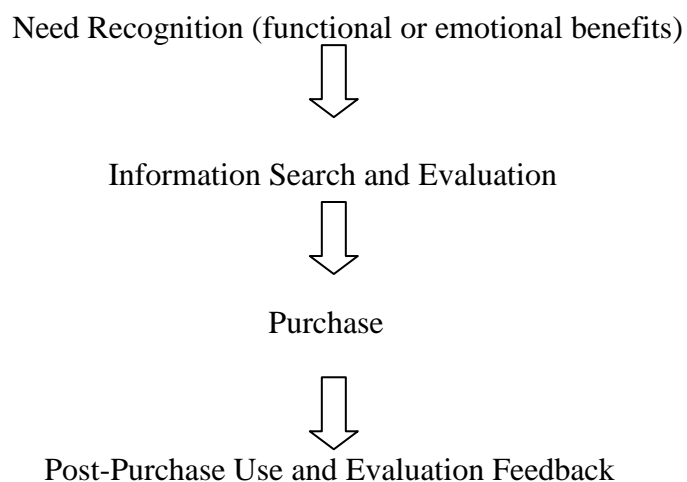 Need Recognition (functional or emotional benefits)
Information Search and Evaluation
Purchase
Post-Purchase Use and Evaluation Feedback